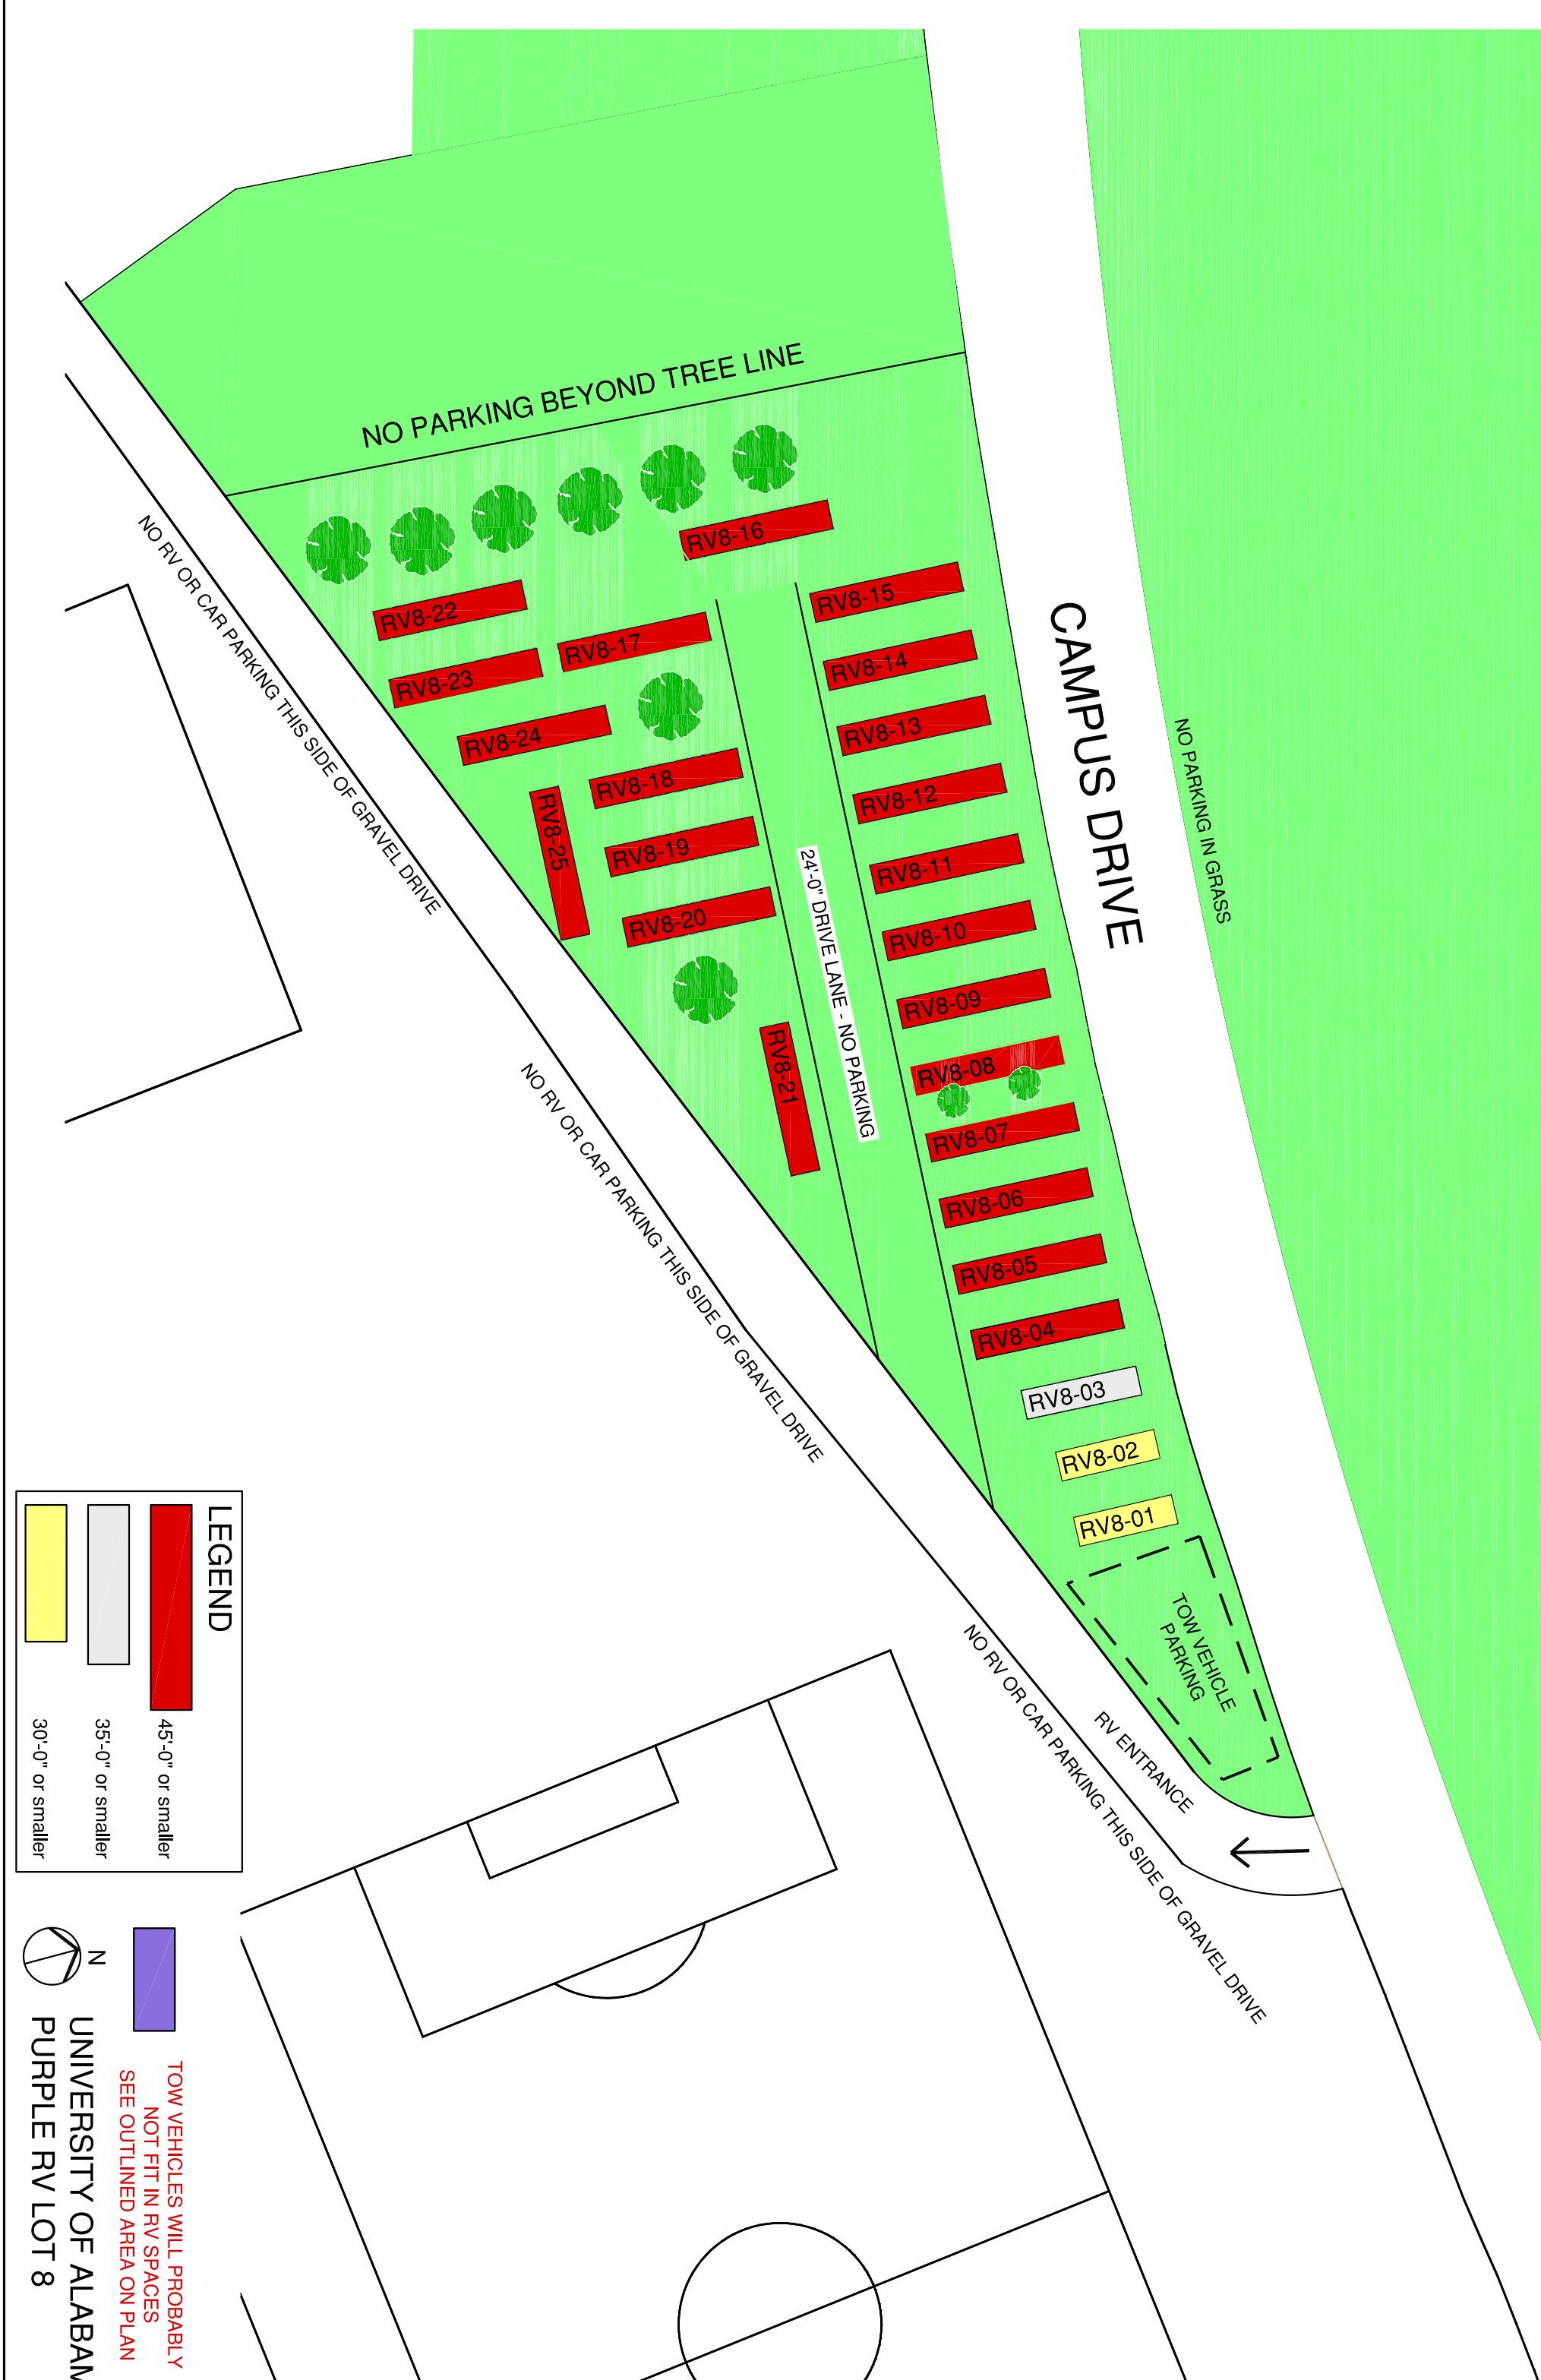 NO PARKING BEYOND TREE LINE
CAMPUS DRIVE
NO PARKING IN GRASS
RV8-16
RV8-15
RV8-14
RV8-13
RV8-12
RV8-11
RV8-10
RV8-09
RV8-08
RV8-07
RV8-06
RV8-05
RV8-04
RV8-03
RV8-02
RV8-01
RV8-22
RV8-17
RV8-23
RV8-24
RV8-18
RV8-25
RV8-19
RV8-20
RV8-21
24'-0" DRIVE LANE - NO PARKING
NO RV OR CAR PARKING THIS SIDE OF GRAVEL DRIVE
NO RV OR CAR PARKING THIS SIDE OF GRAVEL DRIVE
NO RV OR CAR PARKING THIS SIDE OF GRAVEL DRIVE
TOW VEHICLE
PARKING
RV ENTRANCE
LEGEND
45'-0" or smaller
35'-0" or smaller
30'-0" or smaller
TOW VEHICLES WILL PROBABLY
NOT FIT IN RV SPACES
SEE OUTLINED AREA ON PLAN
N
UNIVERSITY OF ALABAM
PURPLE RV LOT 8